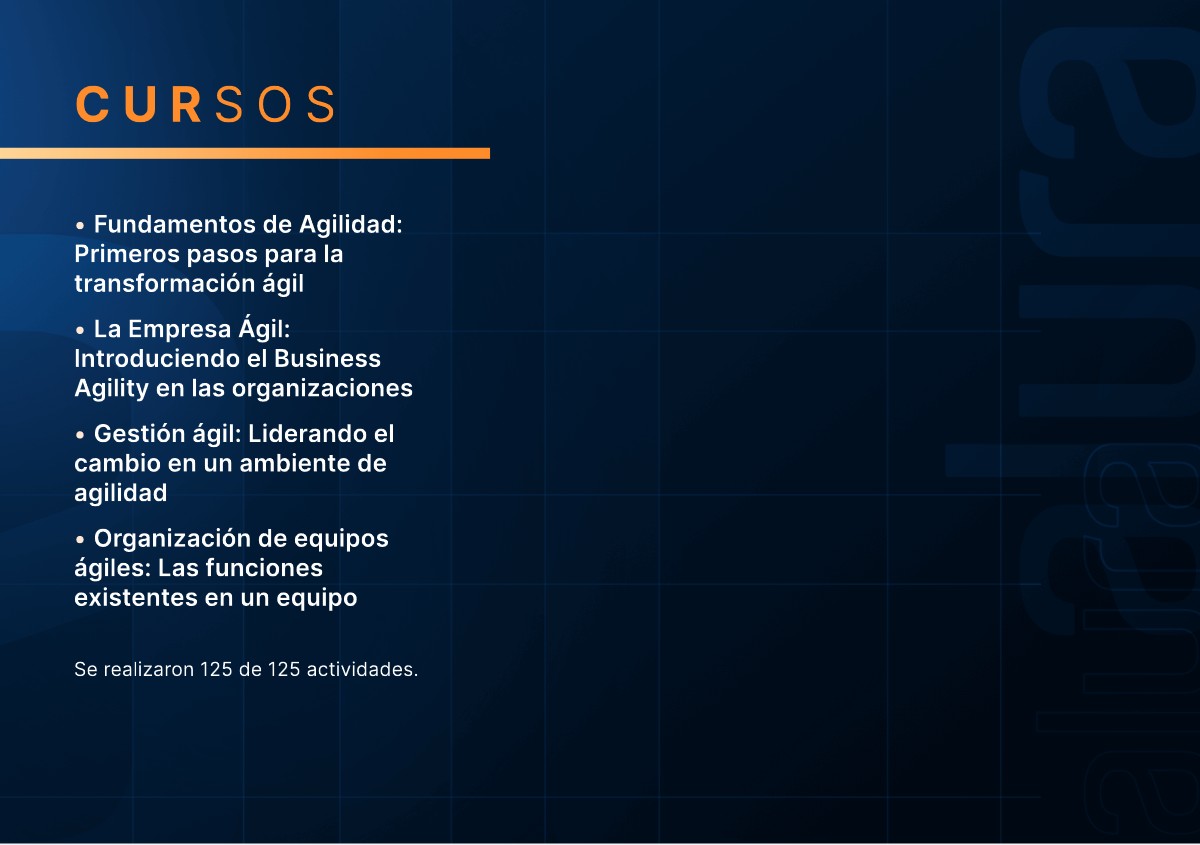 CURSOS
• Fundamentos de Agilidad:
Primeros pasos para la
transformación ágil
• La Empresa Ágil:
Introduciendo el Business
Agility en las organizaciones
• Gestión ágil: Liderando el
cambio en un ambiente de
agilidad
• Organización de equipos
ágiles: Las funciones
existentes en un equipo
Se realizaron 125 de 125 actividades.
alura
alura